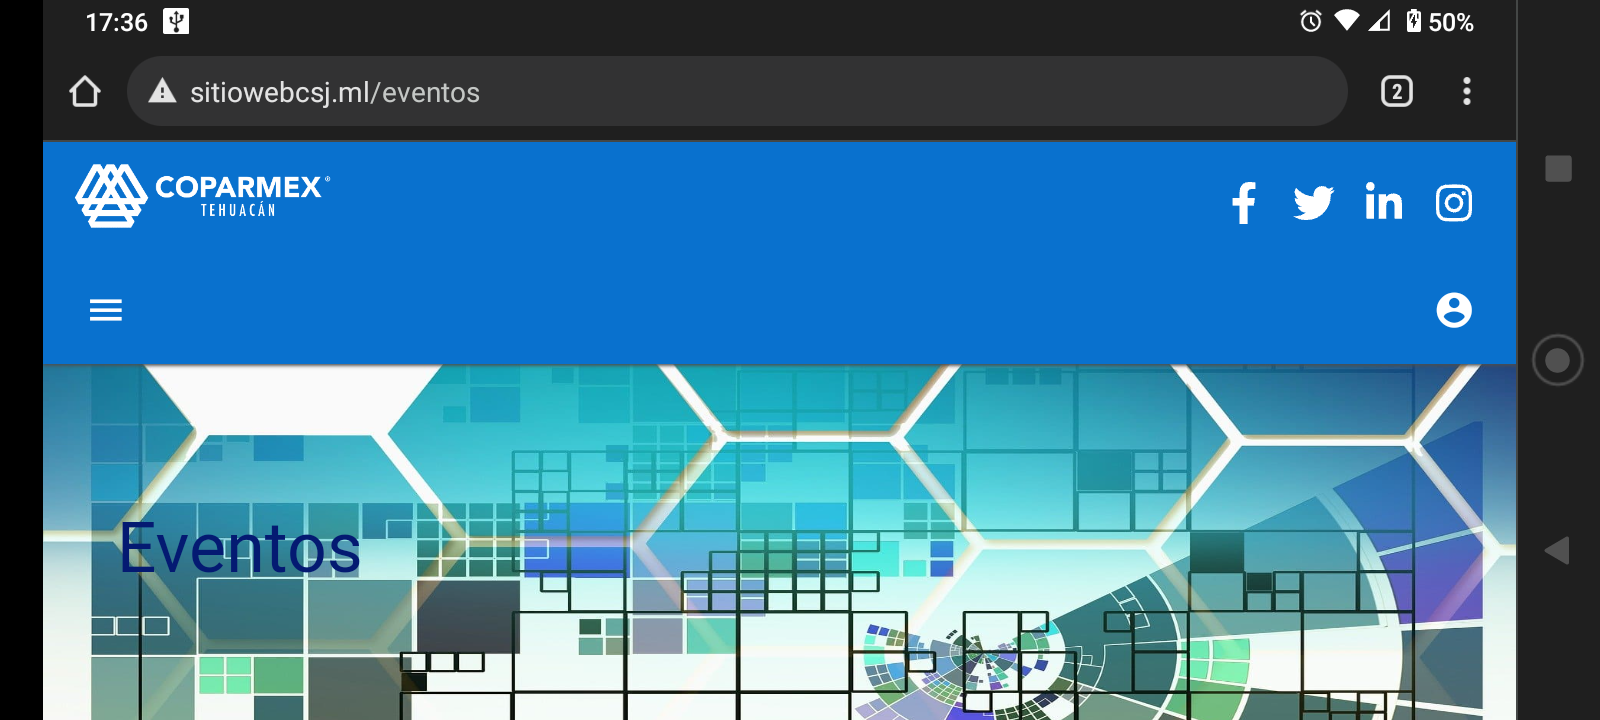 17:36
50%
sitiowebcsj.ml/eventos
2
COPARMEX®
TEHUACÁN
Eventos